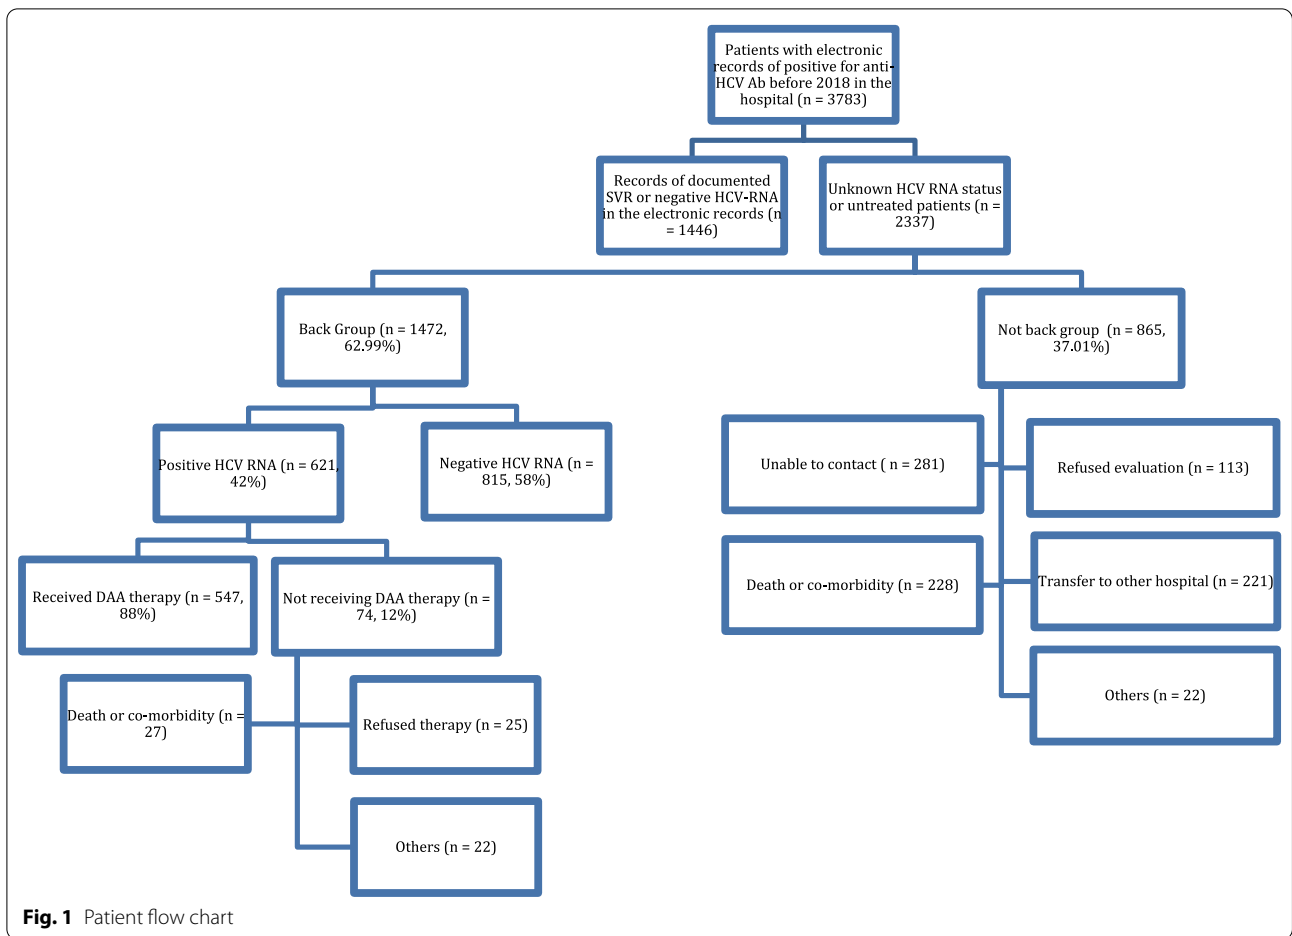 Patients with electronic
records of positive for anti-
HCV Ab before 2018 in the
hospital (n = 3783)
Records of documented
SVR or negative HCV-RNA
in the electronic records (n
= 1446)
Unknown HCV RNA status
or untreated patients (n =
2337)
Back Group (n = 1472,
62.99%)
Not back group (n = 865,
37.01%)
Positive HCV RNA (n = 621,
42%)
Negative HCV RNA (n =
815, 58%)
Unable to contact ( n = 281)
Refused evaluation (n = 113)
Received DAA therapy (n = 547,
88%)
Not receiving DAA therapy (n =
74, 12%)
Death or co-morbidity (n = 228)
Transfer to other hospital (n = 221)
Death or co-morbidity (n =
27)
Refused therapy (n = 25)
Others (n = 22)
Others (n = 22)
Fig. 1 Patient flow chart